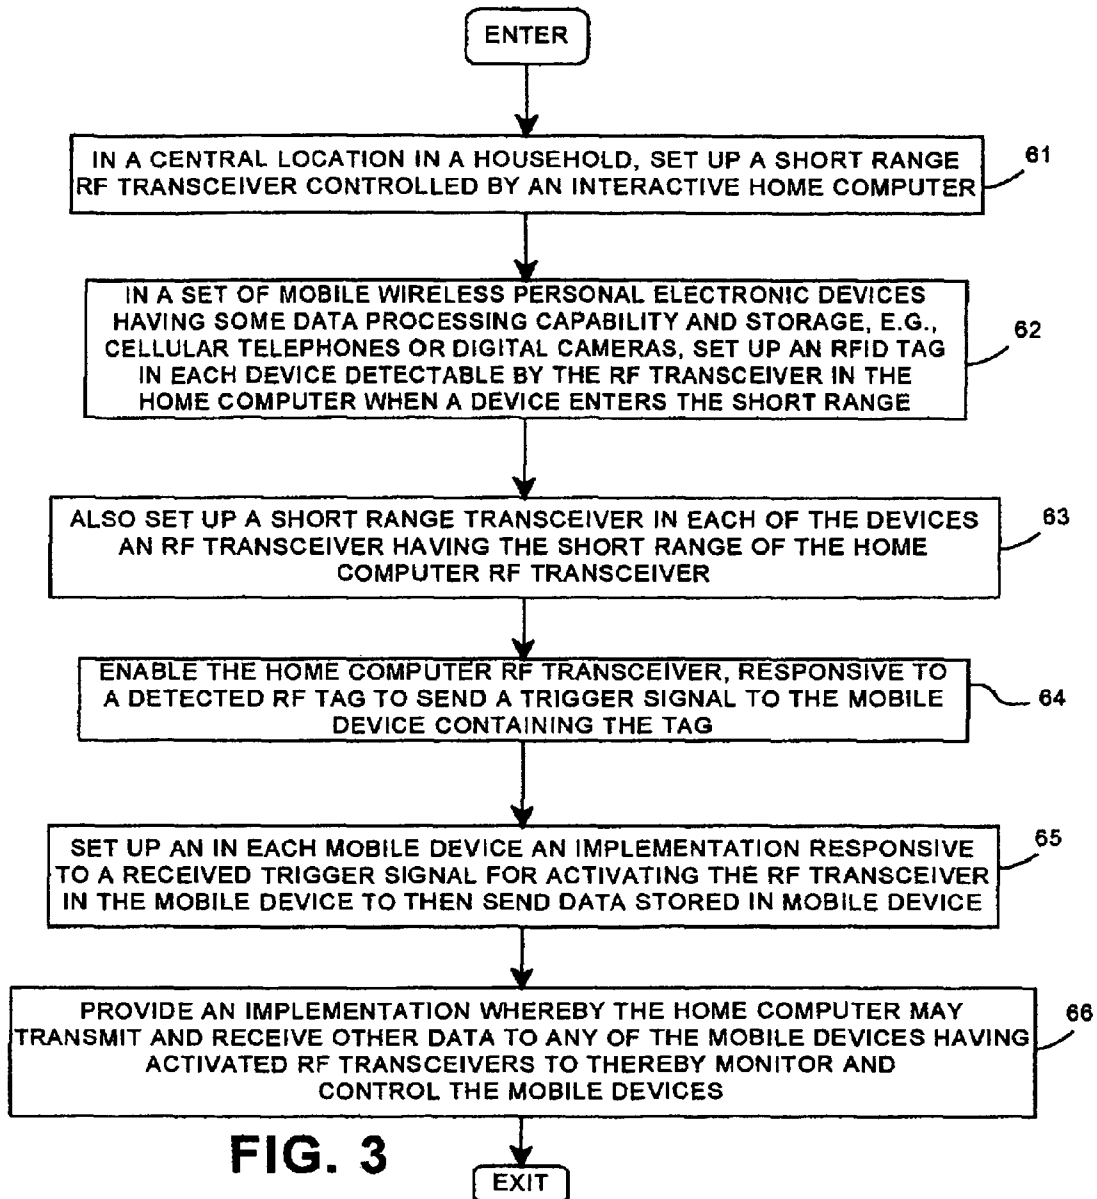 ENTER
IN A CENTRAL LOCATION IN A HOUSEHOLD, SET UP A SHORT RANGE
RF TRANSCEIVER CONTROLLED BY AN INTERACTIVE HOME COMPUTER
61
IN A SET OF MOBILE WIRELESS PERSONAL ELECTRONIC DEVICES
HAVING SOME DATA PROCESSING CAPABILITY AND STORAGE, E.G.,
CELLULAR TELEPHONES OR DIGITAL CAMERAS, SET UP AN RFID TAG
IN EACH DEVICE DETECTABLE BY THE RF TRANSCEIVER IN THE
HOME COMPUTER WHEN A DEVICE ENTERS THE SHORT RANGE
62
ALSO SET UP A SHORT RANGE TRANSCEIVER IN EACH OF THE DEVICES
AN RF TRANSCEIVER HAVING THE SHORT RANGE OF THE HOME
COMPUTER RF TRANSCEIVER
63
ENABLE THE HOME COMPUTER RF TRANSCEIVER, RESPONSIVE TO
A DETECTED RF TAG TO SEND A TRIGGER SIGNAL TO THE MOBILE
DEVICE CONTAINING THE TAG
64
SET UP AN IN EACH MOBILE DEVICE AN IMPLEMENTATION RESPONSIVE
TO A RECEIVED TRIGGER SIGNAL FOR ACTIVATING THE RF TRANSCEIVER
IN THE MOBILE DEVICE TO THEN SEND DATA STORED IN MOBILE DEVICE
65
PROVIDE AN IMPLEMENTATION WHEREBY THE HOME COMPUTER MAY
TRANSMIT AND RECEIVE OTHER DATA TO ANY OF THE MOBILE DEVICES HAVING
ACTIVATED RF TRANSCEIVERS TO THEREBY MONITOR AND
CONTROL THE MOBILE DEVICES
66
FIG. 3
EXIT